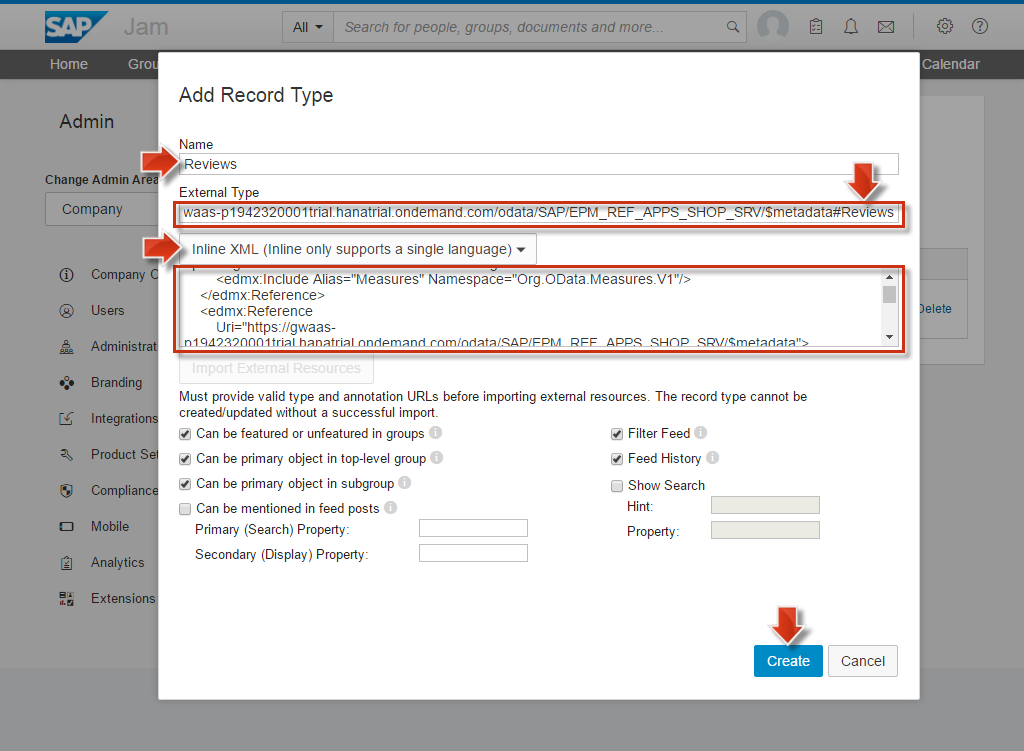 SAP Jam
All
Search for people, groups, documents and more...
Home
Calendar
Admin
Change Admin Area
Company
Company
Users
Branding
Integrations
Product
Compliance
Mobile
Analytics
Extensions
Delete
Add Record Type
Name
Reviews
External Type
waas-p1942320001trial.hanatrial.ondemand.com/odata/SAP/EPM_REF_APPS_SHOP_SRV/$metadata#Reviews
Inline XML (Inline only supports a single language)
<edmx:Include Alias="Measures" Namespace="Org.OData.Measures.V1"/>
</edmx:Reference>
<edmx:Reference
Uri="https://gwaas-
p1942320001trial.hanatrial.ondemand.com/odata/SAP/EPM_REF_APPS_SHOP_SRV/$metadata">
Import External Resources
Must provide valid type and annotation URLs before importing external resources. The record type cannot be
created/updated without a successful import.
Can be featured or unfeatured in groups
Can be primary object in top-level group
Can be primary object in subgroup
Can be mentioned in feed posts
Primary (Search) Property:
Secondary (Display) Property:
Filter Feed
Feed History
Show Search
Hint:
Property:
Create
Cancel